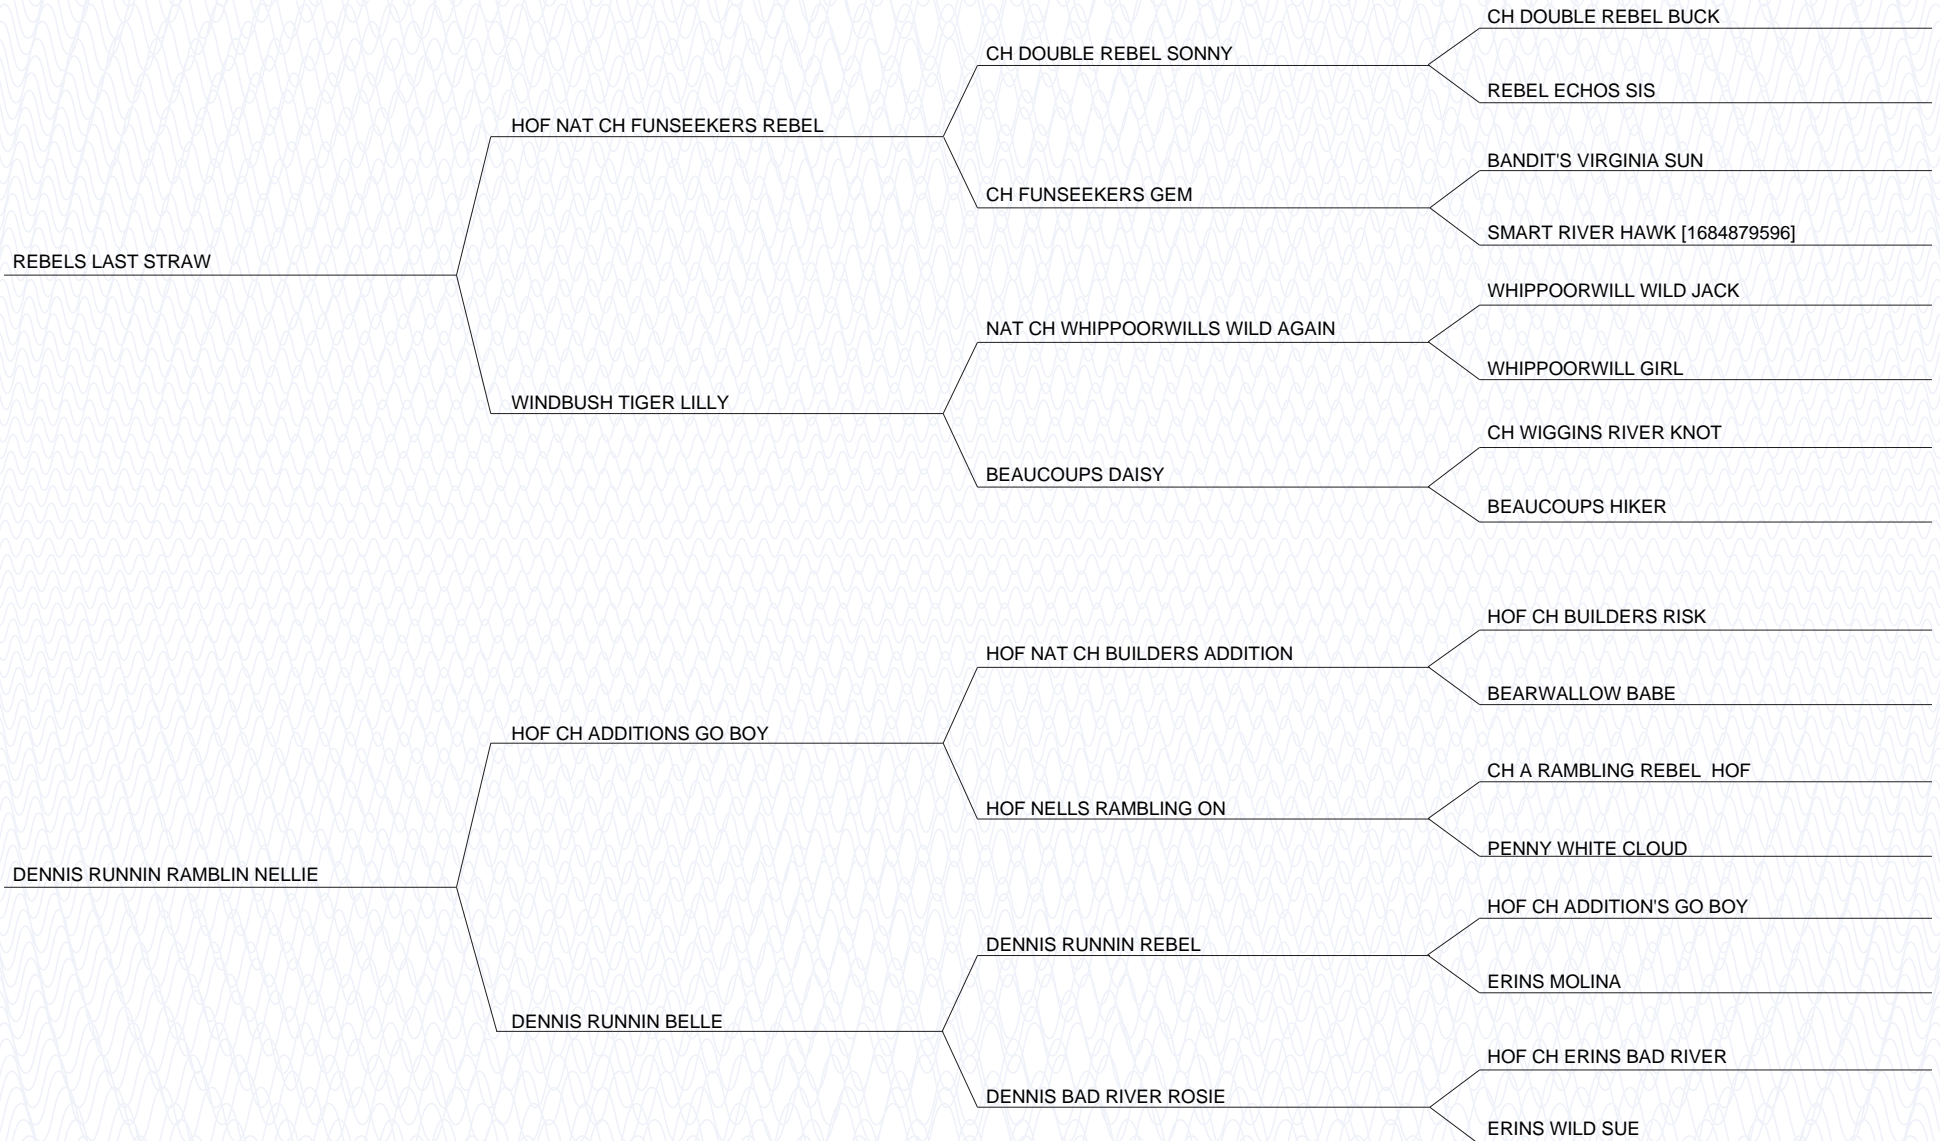 CH DOUBLE REBEL BUCK
CH DOUBLE REBEL SONNY
REBEL ECHOS SIS
HOF NAT CH FUNSEEKERS REBEL
BANDIT'S VIRGINIA SUN
CH FUNSEEKERS GEM
SMART RIVER HAWK [1684879596]
REBELS LAST STRAW
WHIPPOORWILL WILD JACK
NAT CH WHIPPOORWILLS WILD AGAIN
WHIPPOORWILL GIRL
WINDBUSH TIGER LILLY
CH WIGGINS RIVER KNOT
BEAUCOUPS DAISY
BEAUCOUPS HIKER
HOF CH BUILDERS RISK
HOF NAT CH BUILDERS ADDITION
BEARWALLOW BABE
HOF CH ADDITIONS GO BOY
CH A RAMBLING REBEL  HOF
HOF NELLS RAMBLING ON
PENNY WHITE CLOUD
DENNIS RUNNIN RAMBLIN NELLIE
HOF CH ADDITION'S GO BOY
DENNIS RUNNIN REBEL
ERINS MOLINA
DENNIS RUNNIN BELLE
HOF CH ERINS BAD RIVER
DENNIS BAD RIVER ROSIE
ERINS WILD SUE